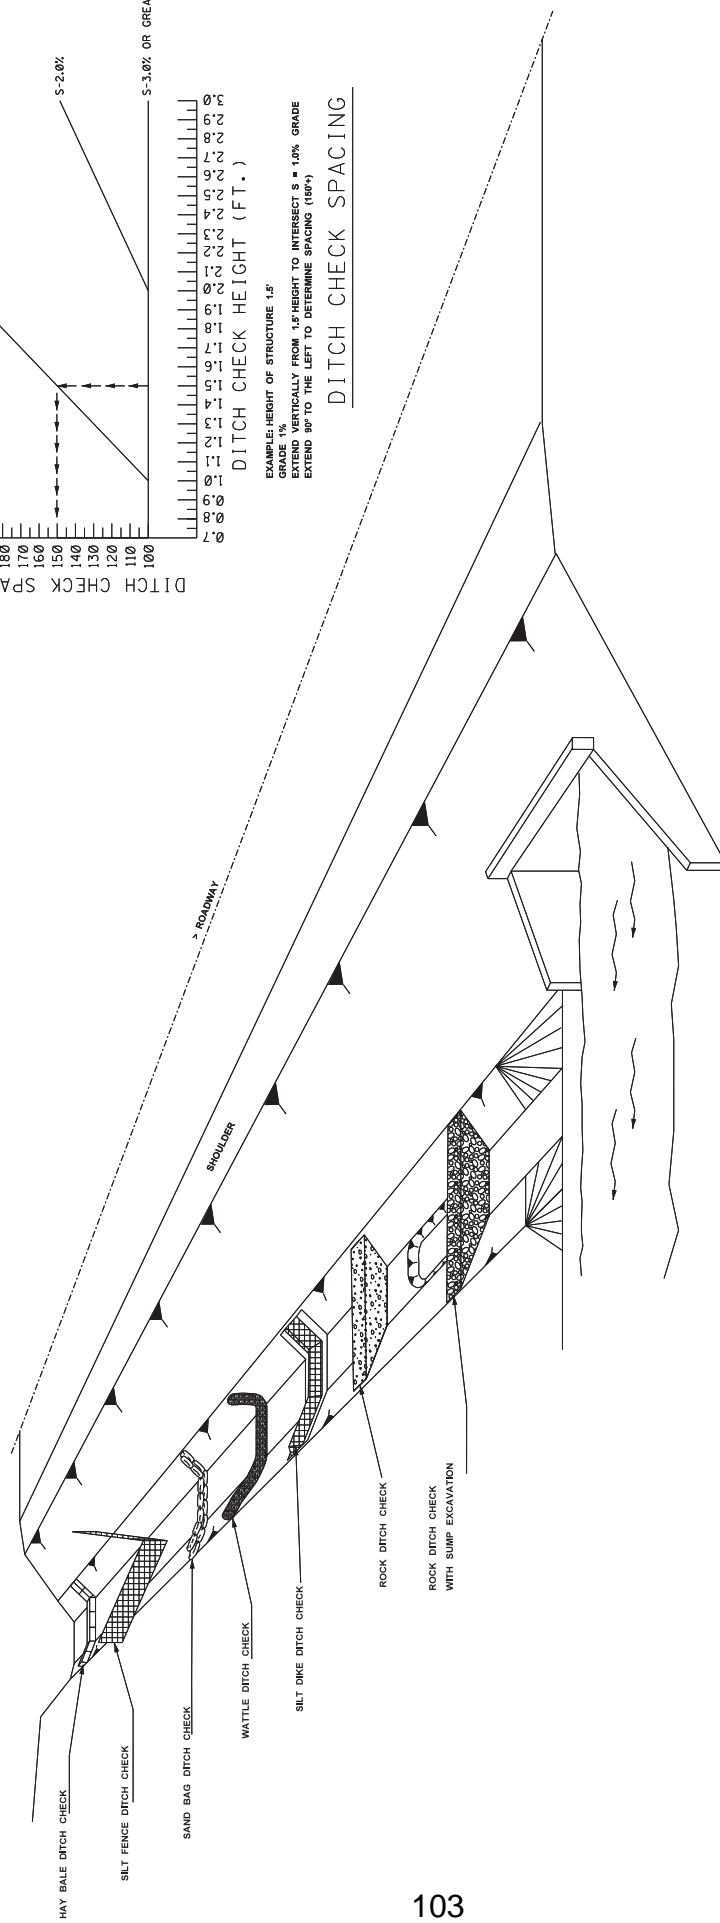 S-2.0%
S-3.0% OR GREA
180
170
160
150
140
130
120
110
100
DITCH CHECK SPA
0.7
0.8
0.9
1.0
1.1
1.2
1.3
1.4
1.5
1.6
1.7
1.8
1.9
2.0
2.1
2.2
2.3
2.4
2.5
2.6
2.7
2.8
2.9
3.0
DITCH CHECK HEIGHT (FT.)
EXAMPLE: HEIGHT OF STRUCTURE 1.5'
GRADE 1%
EXTEND VERTICALLY FROM 1.5' HEIGHT TO INTERSECT S = 1.0% GRADE
EXTEND 90° TO THE LEFT TO DETERMINE SPACING (150'+)
DITCH CHECK SPACING
> ROADWAY
SHOULDER
HAY BALE DITCH CHECK
SILT FENCE DITCH CHECK
SAND BAG DITCH CHECK
WATTLE DITCH CHECK
SILT DIKE DITCH CHECK
ROCK DITCH CHECK
ROCK DITCH CHECK
WITH SUMP EXCAVATION
103